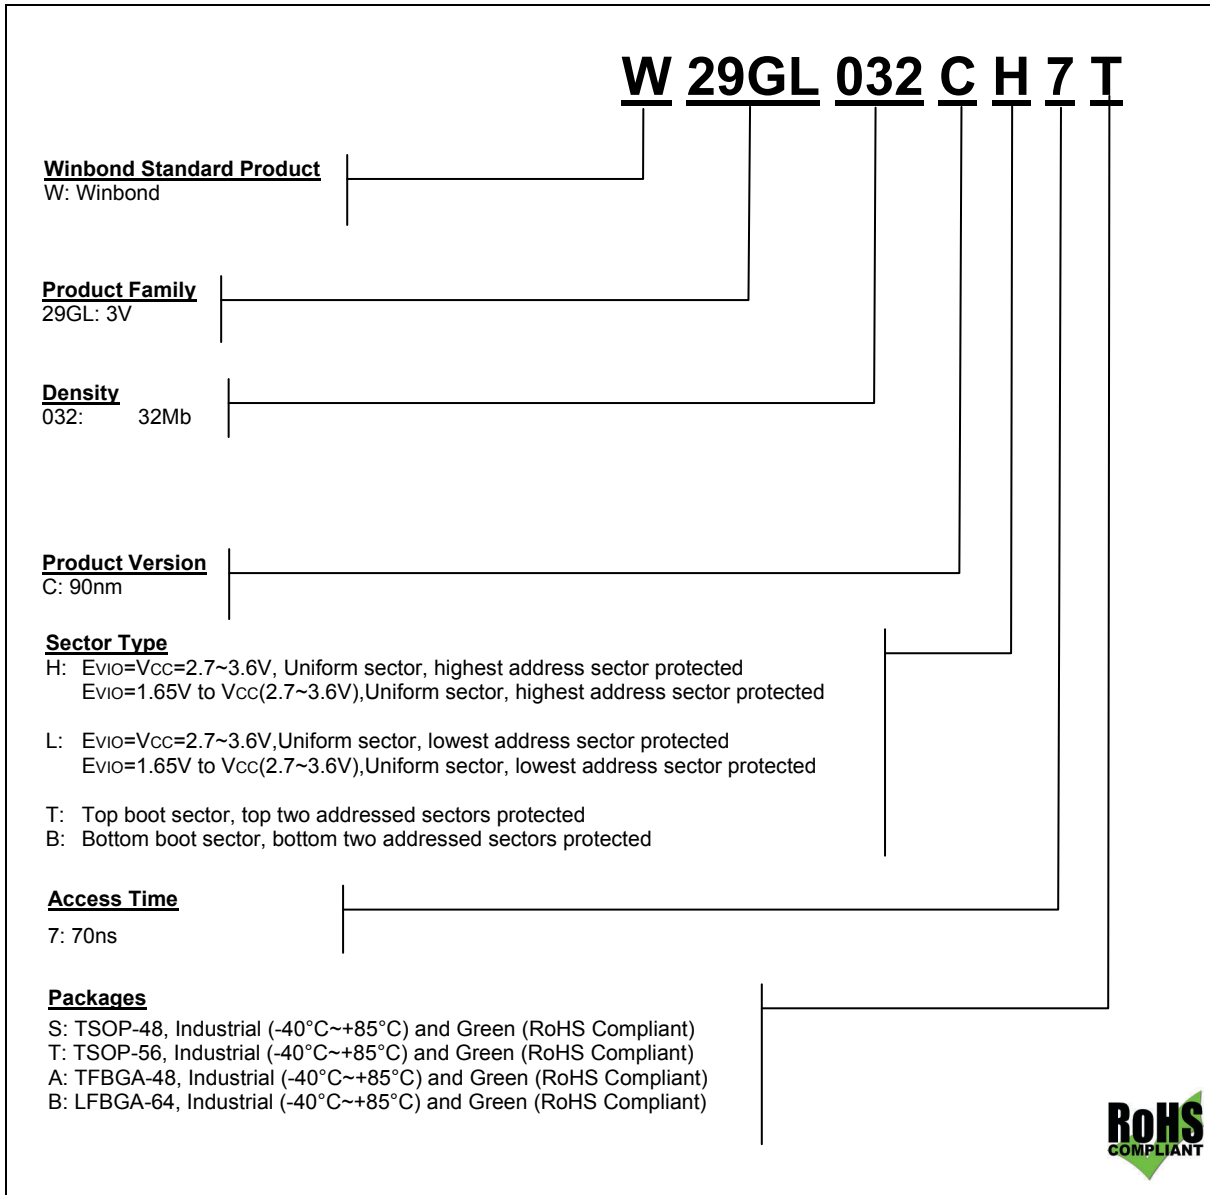 W 29GL 032 C H 7 T
Winbond Standard Product
W: Winbond
Product Family
29GL: 3V
Density
032: 32Mb
Product Version
C: 90nm
Sector Type
H: EVIO=VCC=2.7~3.6V, Uniform sector, highest address sector protected
EVIO=1.65V to VCC(2.7~3.6V),Uniform sector, highest address sector protected
L: EVIO=VCC=2.7~3.6V,Uniform sector, lowest address sector protected
EVIO=1.65V to VCC(2.7~3.6V),Uniform sector, lowest address sector protected
T: Top boot sector, top two addressed sectors protected
B: Bottom boot sector, bottom two addressed sectors protected
Access Time
7: 70ns
Packages
S: TSOP-48, Industrial (-40°C~+85°C) and Green (RoHS Compliant)
T: TSOP-56, Industrial (-40°C~+85°C) and Green (RoHS Compliant)
A: TFBGA-48, Industrial (-40°C~+85°C) and Green (RoHS Compliant)
B: LFBGA-64, Industrial (-40°C~+85°C) and Green (RoHS Compliant)
RoHS
COMPLIANT